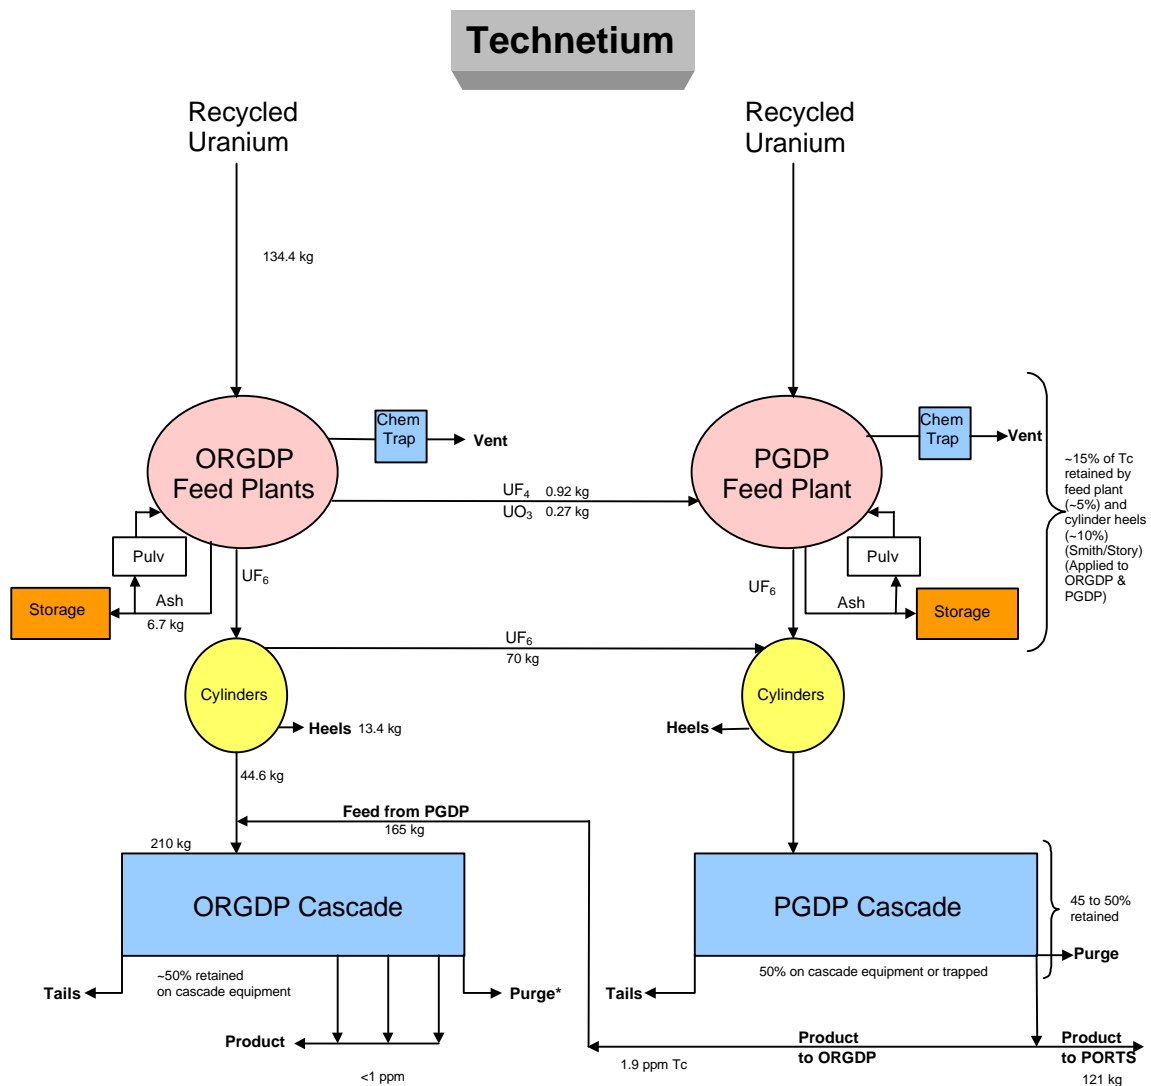 Technetium
Recycled
Uranium
Recycled
Uranium
134.4 kg
Chem
Trap
Vent
Chem
Trap
Vent
ORGDP
Feed Plants
PGDP
Feed Plant
UF₄ 0.92 kg
UO₃ 0.27 kg
~15% of Tc
retained by
feed plant
(~5%) and
cylinder heels
(~10%)
(Smith/Story)
(Applied to
ORGDP &
PGDP)
Pulv
Pulv
UF₆
UF₆
Storage
Ash
6.7 kg
Ash
Storage
UF₆
70 kg
Cylinders
Cylinders
Heels 13.4 kg
Heels
44.6 kg
Feed from PGDP
165 kg
210 kg
ORGDP Cascade
PGDP Cascade
45 to 50%
retained
~50% retained
on cascade equipment
50% on cascade equipment or trapped
Purge
Tails
Purge*
Tails
Product
Product
to ORGDP
Product
to PORTS
1.9 ppm Tc
<1 ppm
121 kg